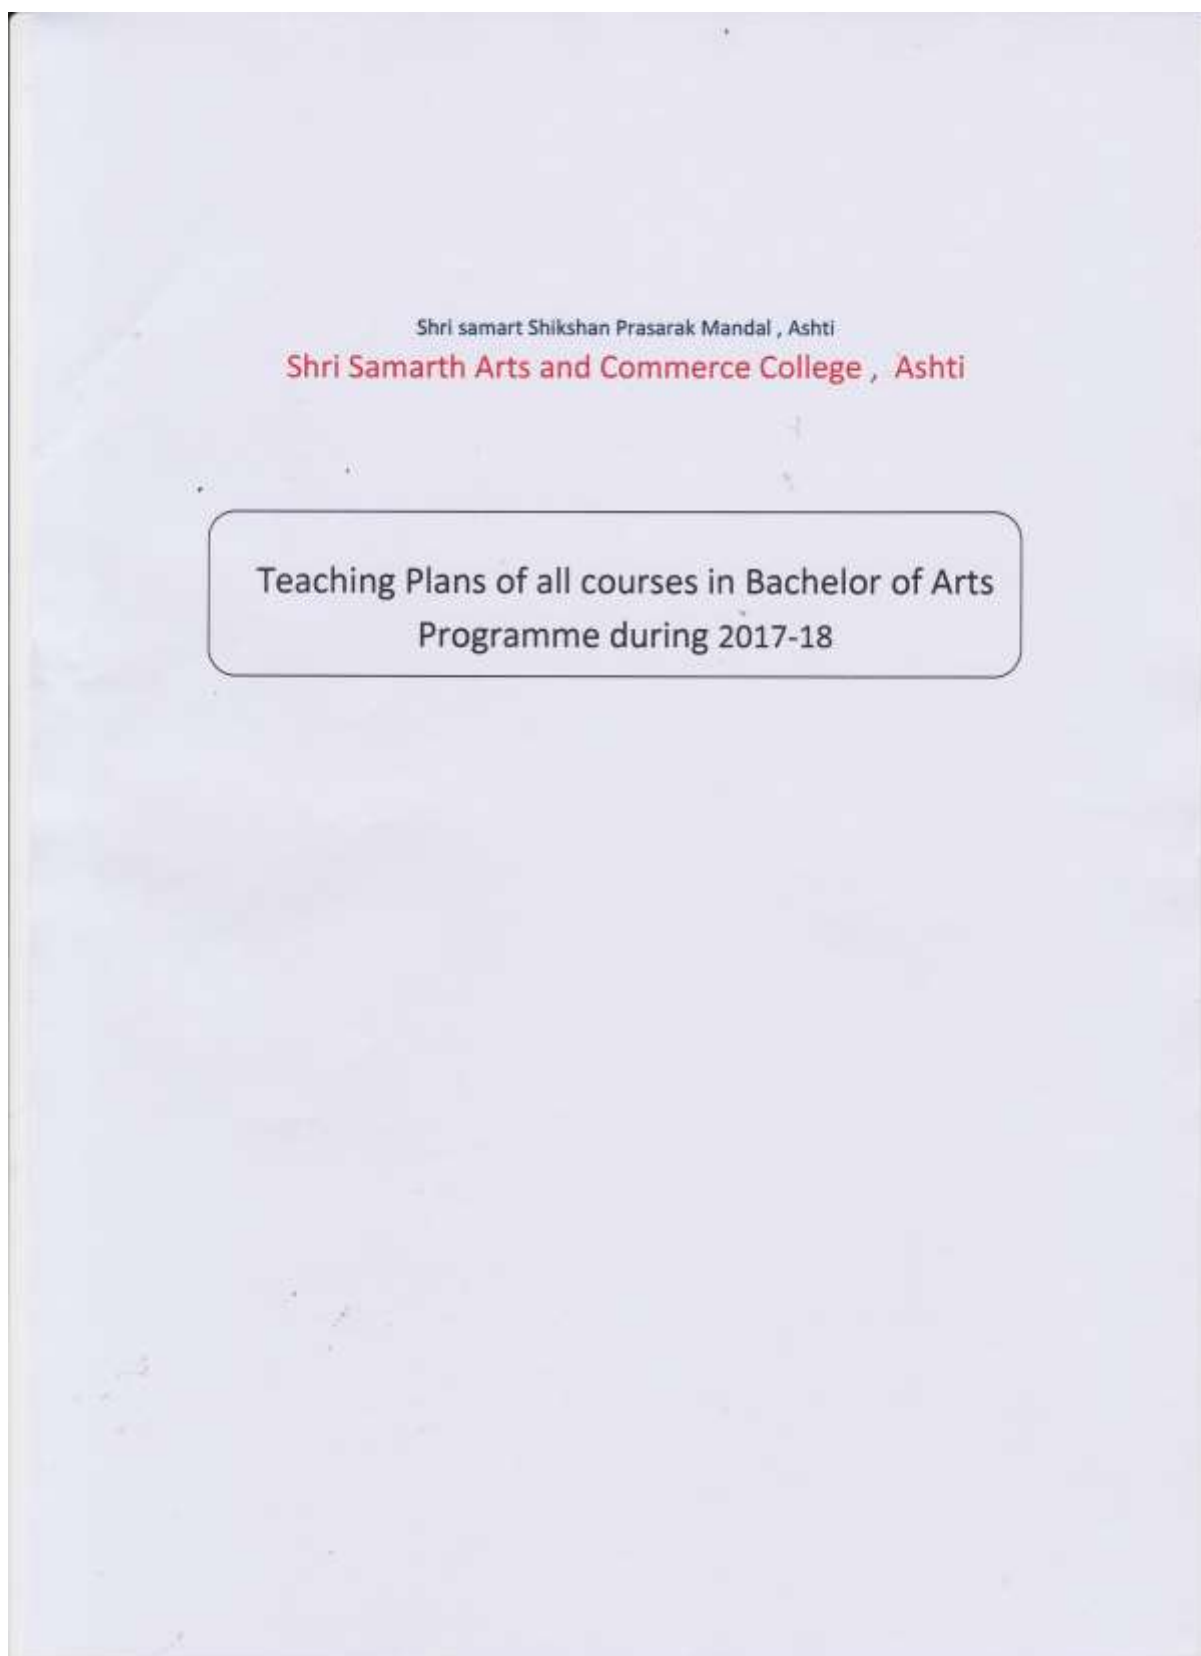 Shri samart Shikshan Prasarak Mandal , Ashti
Shri Samarth Arts and Commerce College ,  Ashti
Teaching Plans of all courses in Bachelor of Arts
Programme during 2017-18